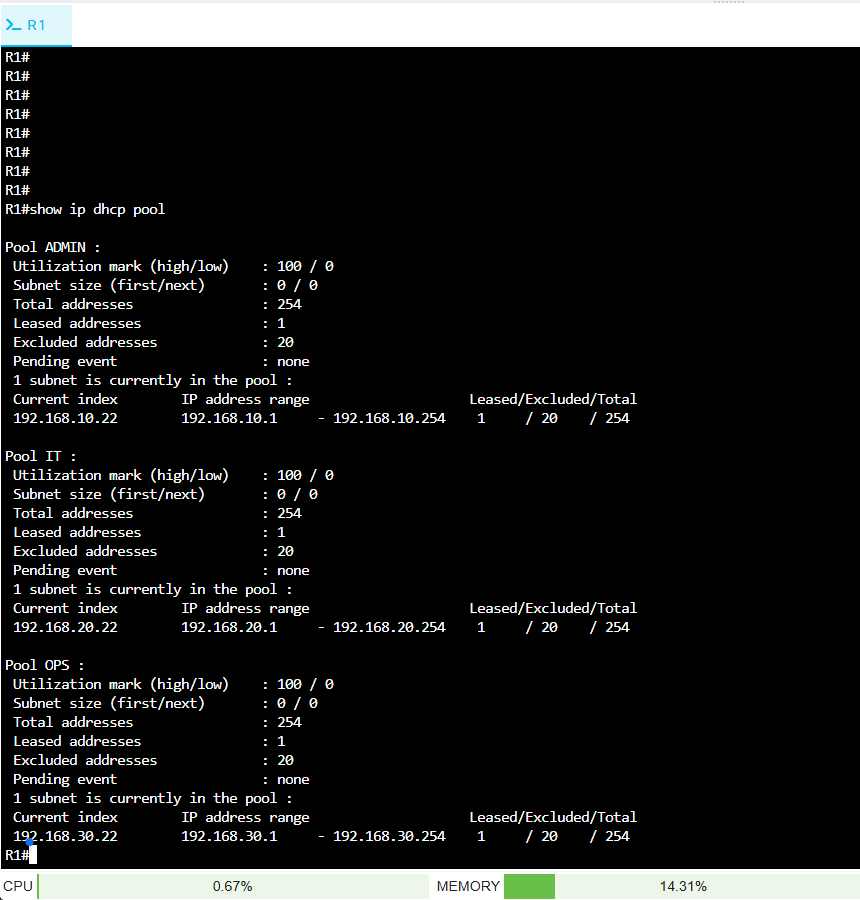 R1
R1#
R1#
R1#
R1#
R1#
R1#
R1#
R1#
R1#show ip dhcp pool
Pool ADMIN :
Utilization mark (high/low)    : 100 / 0
Subnet size (first/next)       : 0 / 0
Total addresses                : 254
Leased addresses               : 1
Excluded addresses             : 20
Pending event                  : none
1 subnet is currently in the pool :
Current index        IP address range                    Leased/Excluded/Total
192.168.10.22        192.168.10.1     - 192.168.10.254    1     / 20    / 254
Pool IT :
Utilization mark (high/low)    : 100 / 0
Subnet size (first/next)       : 0 / 0
Total addresses                : 254
Leased addresses               : 1
Excluded addresses             : 20
Pending event                  : none
1 subnet is currently in the pool :
Current index        IP address range                    Leased/Excluded/Total
192.168.20.22        192.168.20.1     - 192.168.20.254    1     / 20    / 254
Pool OPS :
Utilization mark (high/low)    : 100 / 0
Subnet size (first/next)       : 0 / 0
Total addresses                : 254
Leased addresses               : 1
Excluded addresses             : 20
Pending event                  : none
1 subnet is currently in the pool :
Current index        IP address range                    Leased/Excluded/Total
192.168.30.22        192.168.30.1     - 192.168.30.254    1     / 20    / 254
R1#
CPU 0.67% MEMORY 14.31%